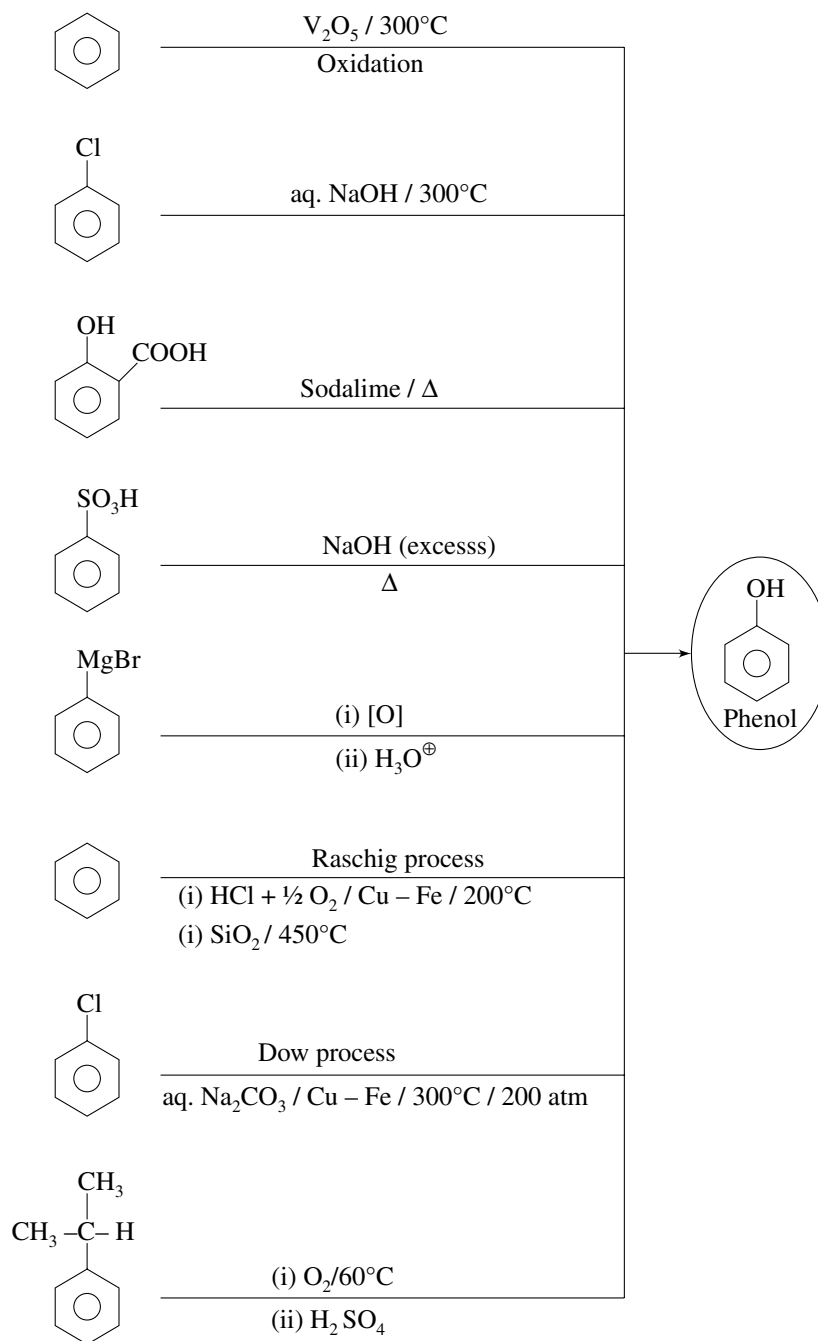 V₂O₅ / 300°C
Oxidation
Cl
aq. NaOH / 300°C
OH
COOH
Sodalime / Δ
SO₃H
NaOH (excesss)
Δ
OH
Phenol
MgBr
(i) [O]
(ii) H₃O⊕
Raschig process
(i) HCl + ½ O₂ / Cu – Fe / 200°C
(i) SiO₂ / 450°C
Cl
Dow process
aq. Na₂CO₃ / Cu – Fe / 300°C / 200 atm
CH₃
CH₃ –C– H
(i) O₂/60°C
(ii) H₂SO₄